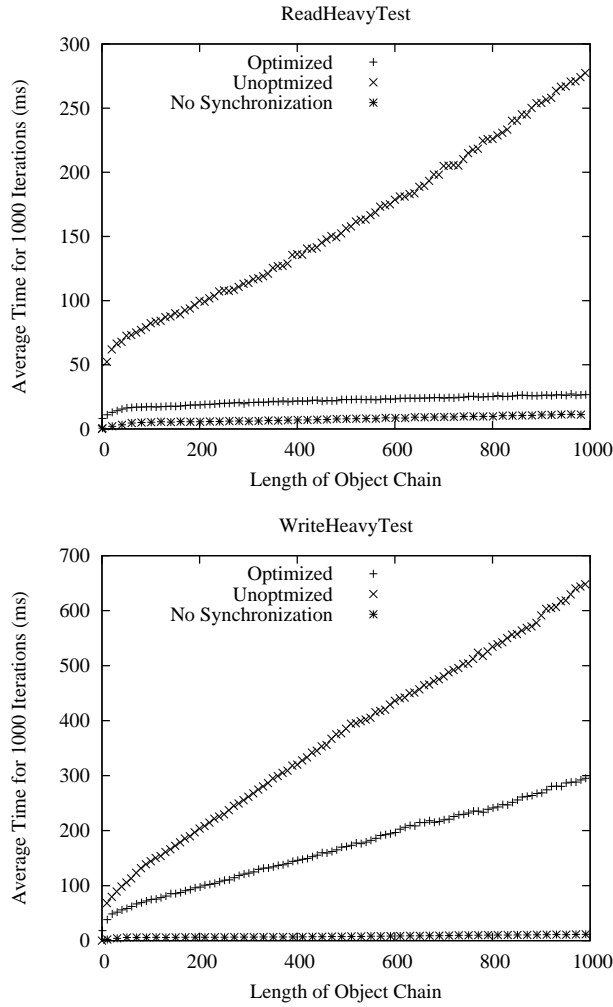 ReadHeavyTest
300
250
200
150
100
50
0
Optimized
Unoptmized
No Synchronization
Average Time for 1000 Iterations (ms)
0 200 400 600 800 1000
Length of Object Chain
WriteHeavyTest
700
600
500
400
300
200
100
0
Optimized
Unoptmized
No Synchronization
Average Time for 1000 Iterations (ms)
0 200 400 600 800 1000
Length of Object Chain